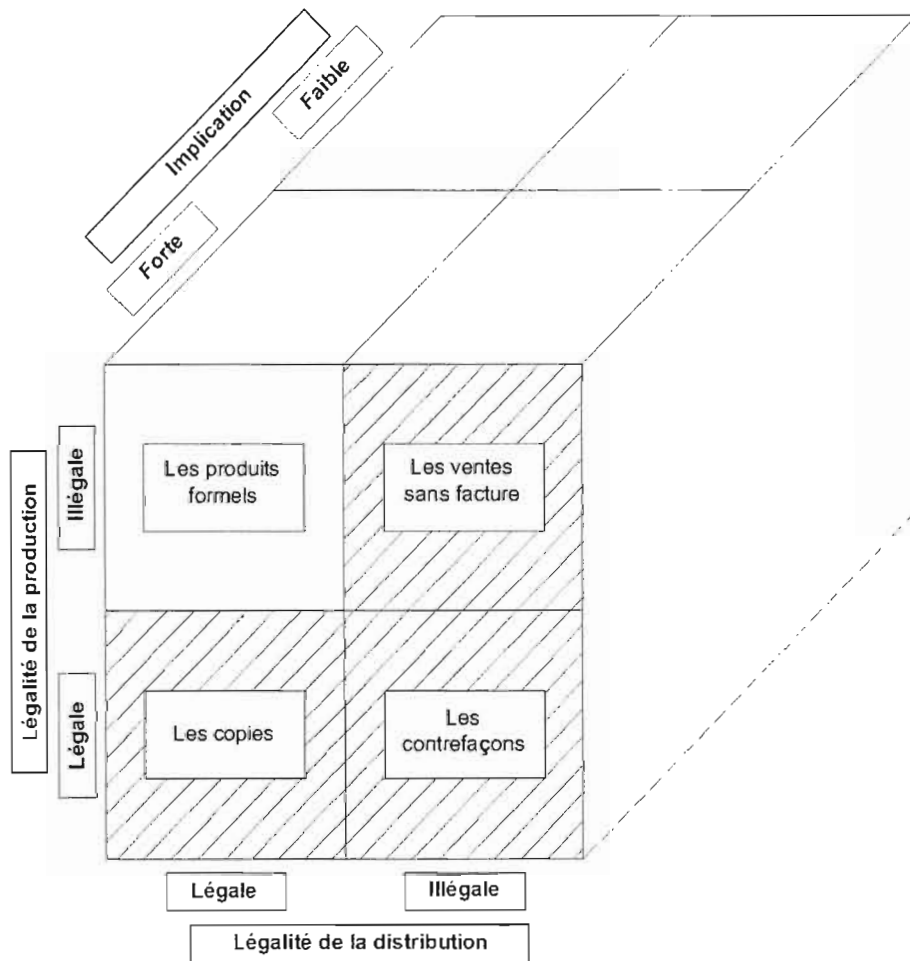 Implication
Faible
Forte
Légalité de la production
Illégale
Légale
Les produits
formels
Les ventes
sans facture
Les copies
Les
contrefaçons
Légale
Illégale
Légalité de la distribution